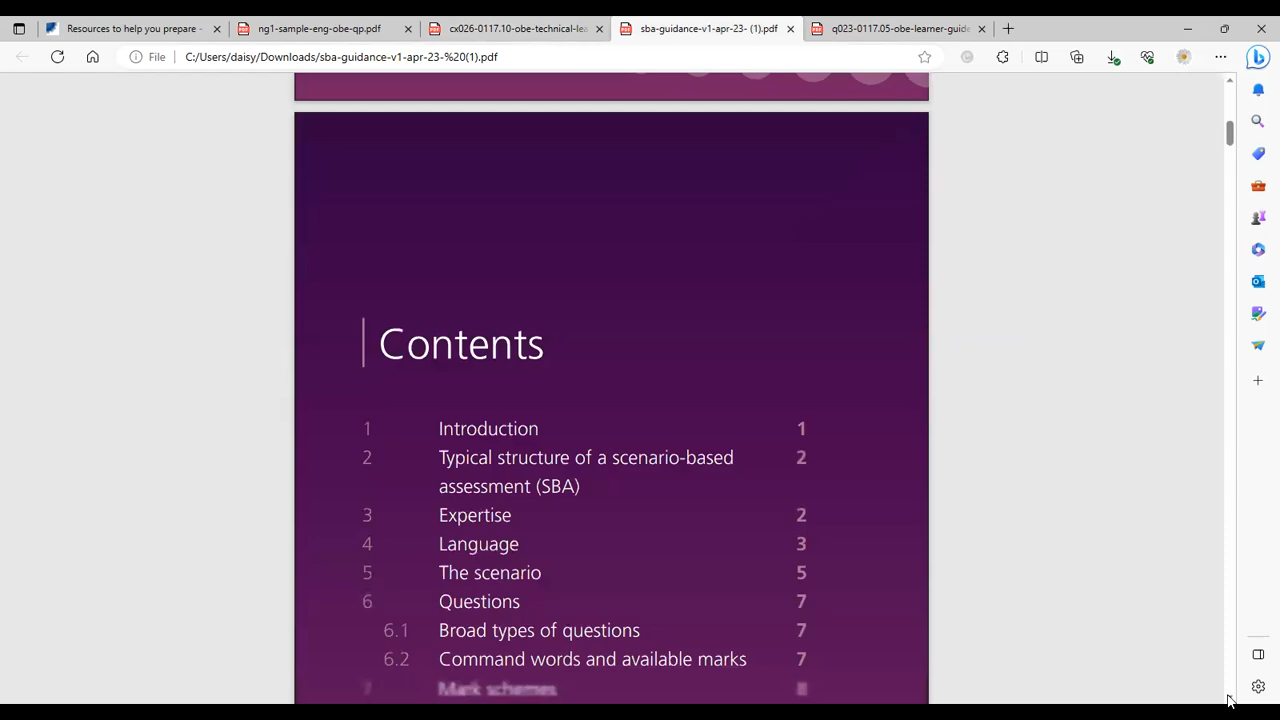 Resources to help you prepare -
ng1-sample-eng-obe-qp.pdf
cx026-0117.10-obe-technical-lea
sba-guidance-v1-apr-23- (1).pdf
q023-0117.05-obe-learner-guide
File
C:/Users/daisy/Downloads/sba-guidance-v1-apr-23-%20(1).pdf
Contents
1 Introduction 1
2 Typical structure of a scenario-based 2
assessment (SBA)
3 Expertise 2
4 Language 3
5 The scenario 5
6 Questions 7
6.1 Broad types of questions 7
6.2 Command words and available marks 7
7 Mark schemes 8